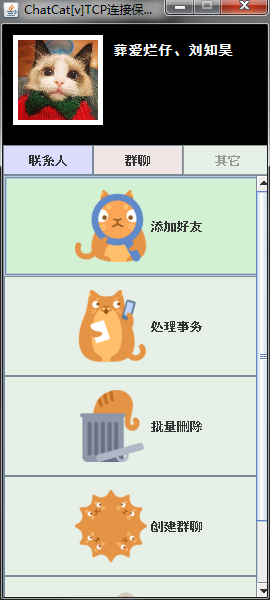 ChatCat[v]TCP连接保...
葬爱烂仔、刘知昊
联系人
群聊
其它
添加好友
处理事务
批量删除
创建群聊